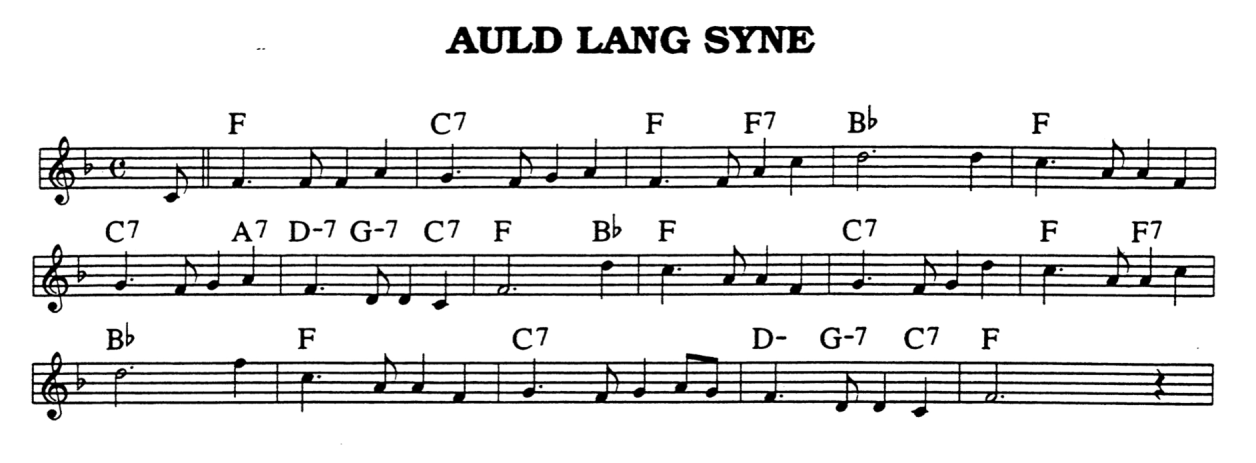 AULD LANG SYNE
F C7 F F7 B♭ F
C7 A7 D-7 G-7 C7 F B♭ F C7 F F7
B♭ F C7 D- G-7 C7 F